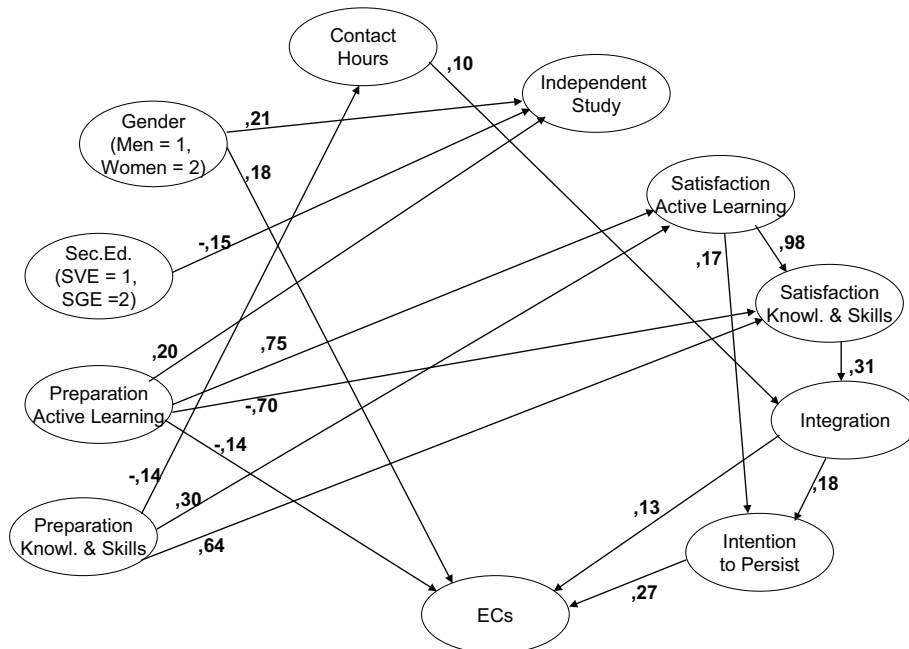 Contact
Hours
,10
Independent
Study
,21
Gender
(Men = 1,
Women = 2)
,18
Satisfaction
Active Learning
-,15
,98
Sec.Ed.
(SVE = 1,
SGE =2)
,17
Satisfaction
Knowl. & Skills
,20
,75
,31
Preparation
Active Learning
-,70
Integration
-,14
-,14
,30
,18
,13
Preparation
Knowl. & Skills
,64
Intention
to Persist
,27
ECs